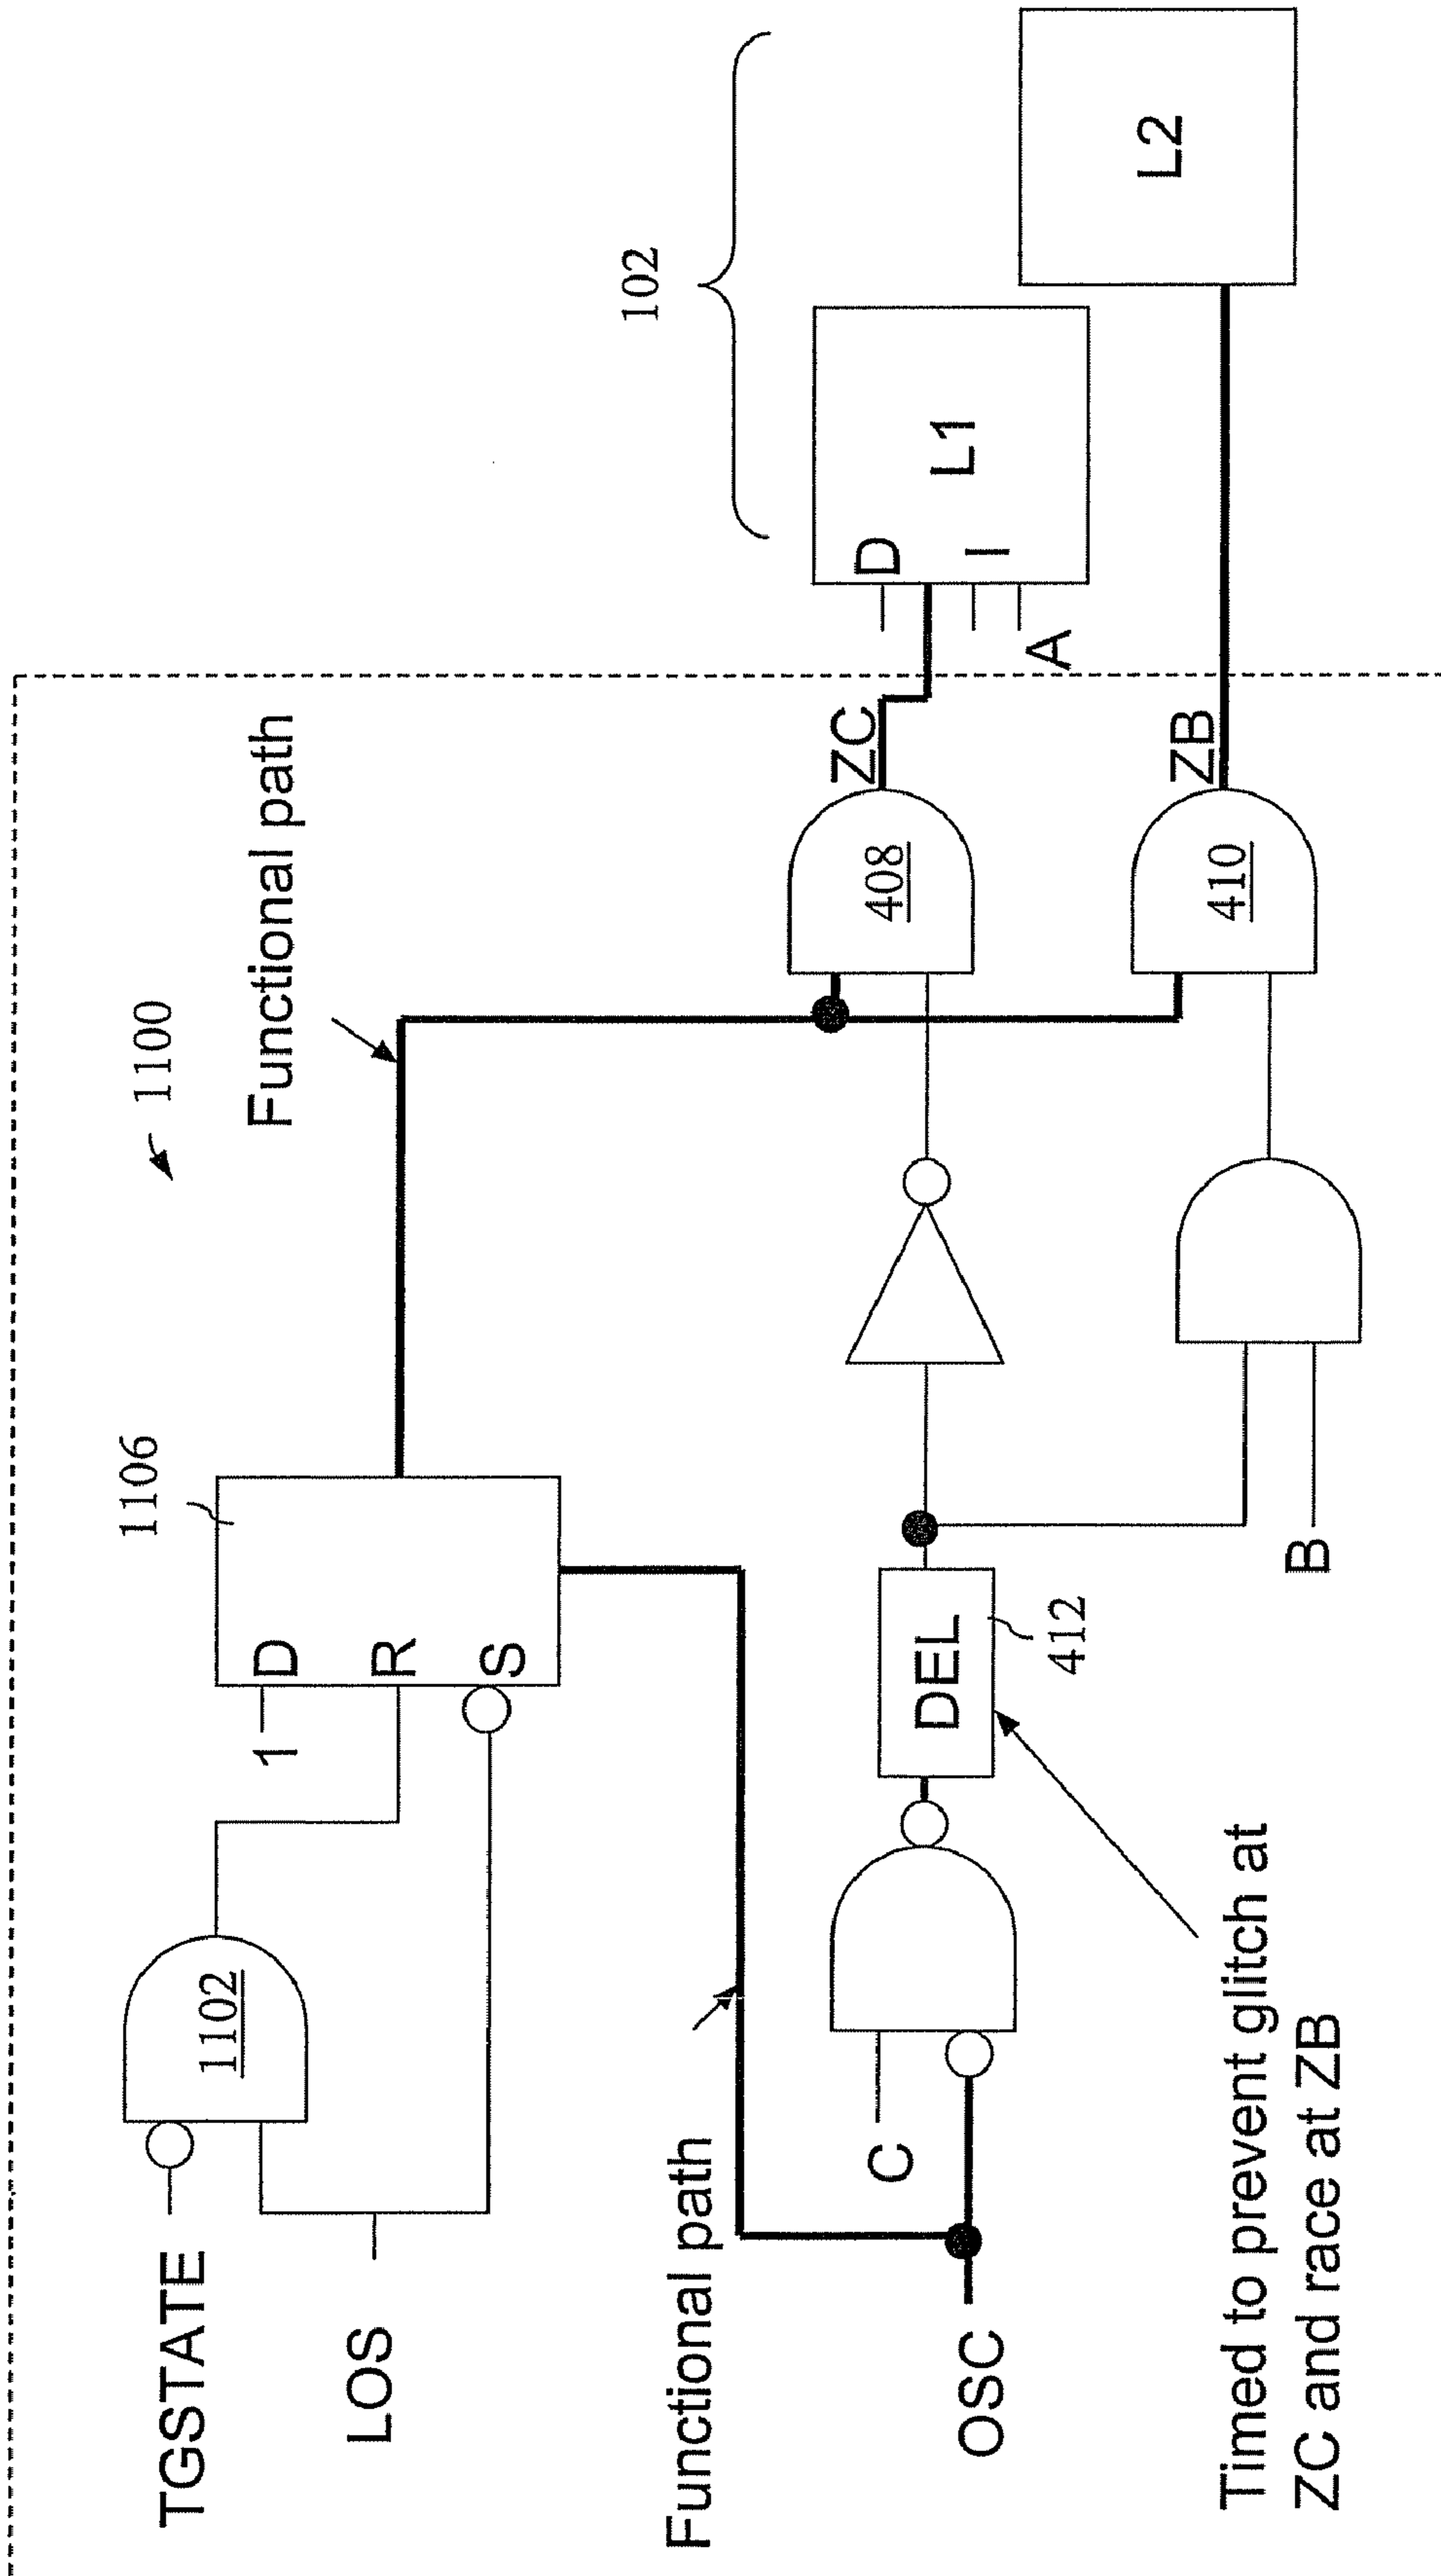 1100
Functional path
1106
D
R
S
1
1102
TGSTATE
LOS
Functional path
OSC
C
DEL
412
Timed to prevent glitch at
ZC and race at ZB
B
408
ZC
410
ZB
102
D
I
A
L1
L2